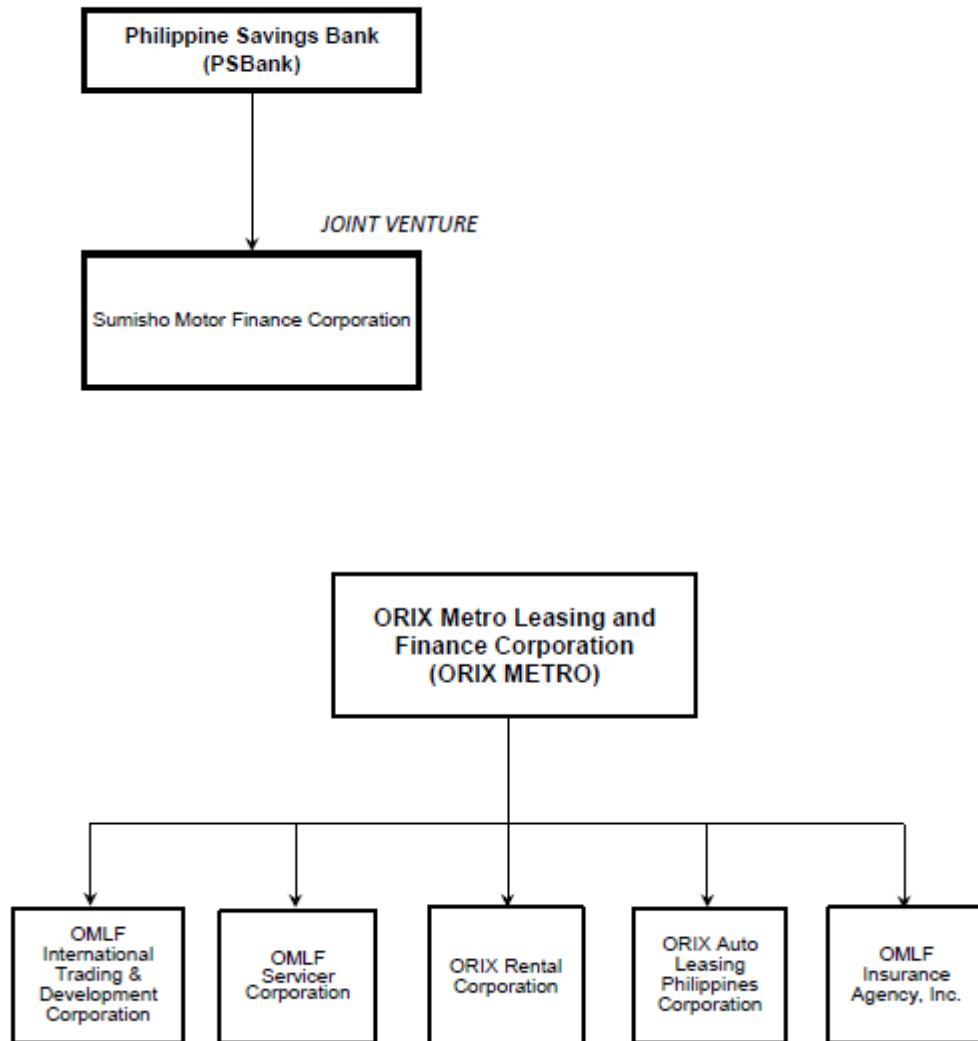 Philippine Savings Bank
(PSBank)
JOINT VENTURE
Sumisho Motor Finance Corporation
ORIX Metro Leasing and
Finance Corporation
(ORIX METRO)
OMLF
International
Trading &
Development
Corporation
OMLF
Servicer
Corporation
ORIX Rental
Corporation
ORIX Auto
Leasing
Philippines
Corporation
OMLF
Insurance
Agency, Inc.